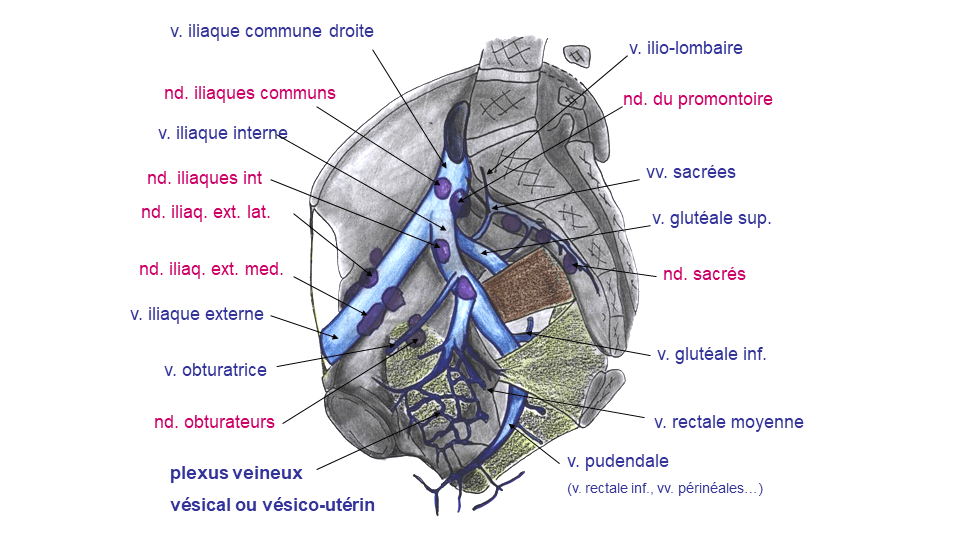 v. iliaque commune droite
nd. iliaques communs
v. iliaque interne
nd. iliaques int
nd. iliaq. ext. lat.
nd. iliaq. ext. med.
v. iliaque externe
v. obturatrice
nd. obturateurs
plexus veineux
vésical ou vésico-utérin
v. ilio-lombaire
nd. du promontoire
vv. sacrées
v. glutéale sup.
nd. sacrés
v. glutéale inf.
v. rectale moyenne
v. pudendale
(v. rectale inf., vv. périnéales…)